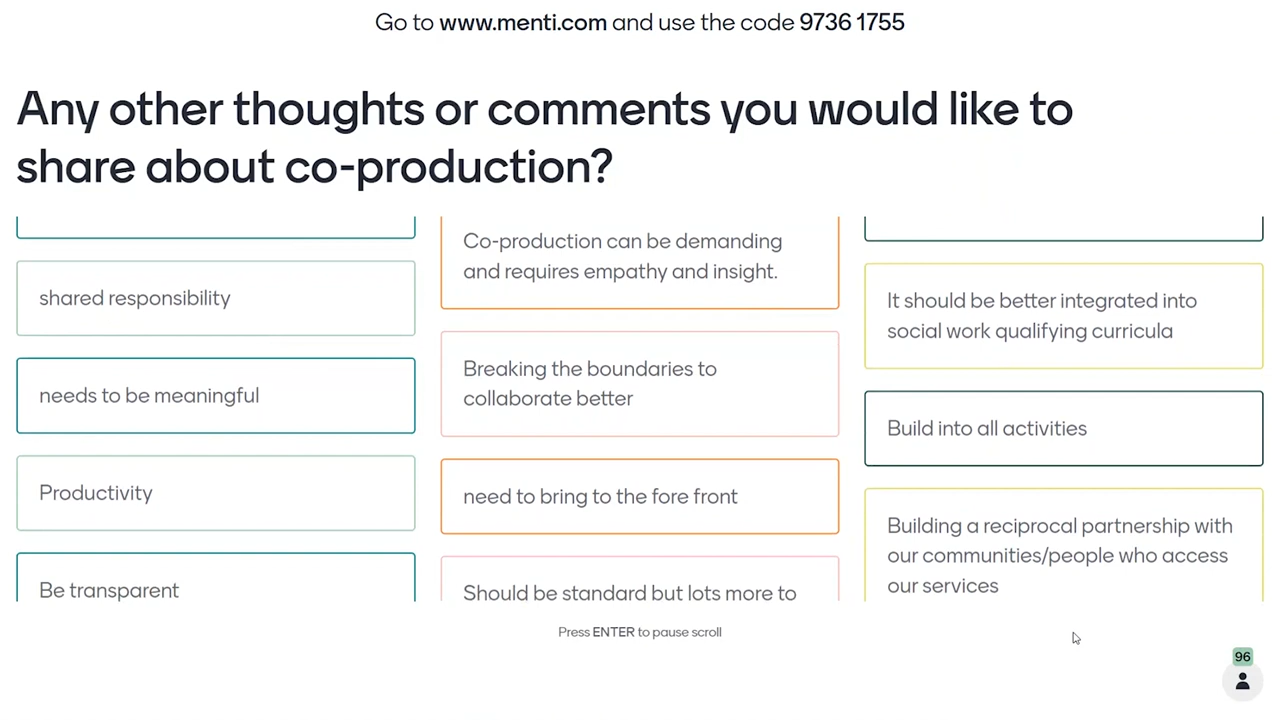 Go to www.menti.com and use the code 9736 1755
Any other thoughts or comments you would like to
share about co-production?
shared responsibility
needs to be meaningful
Productivity
Be transparent
Co-production can be demanding
and requires empathy and insight.
Breaking the boundaries to
collaborate better
need to bring to the fore front
Should be standard but lots more to
It should be better integrated into
social work qualifying curricula
Build into all activities
Building a reciprocal partnership with
our communities/people who access
our services
Press ENTER to pause scroll
96